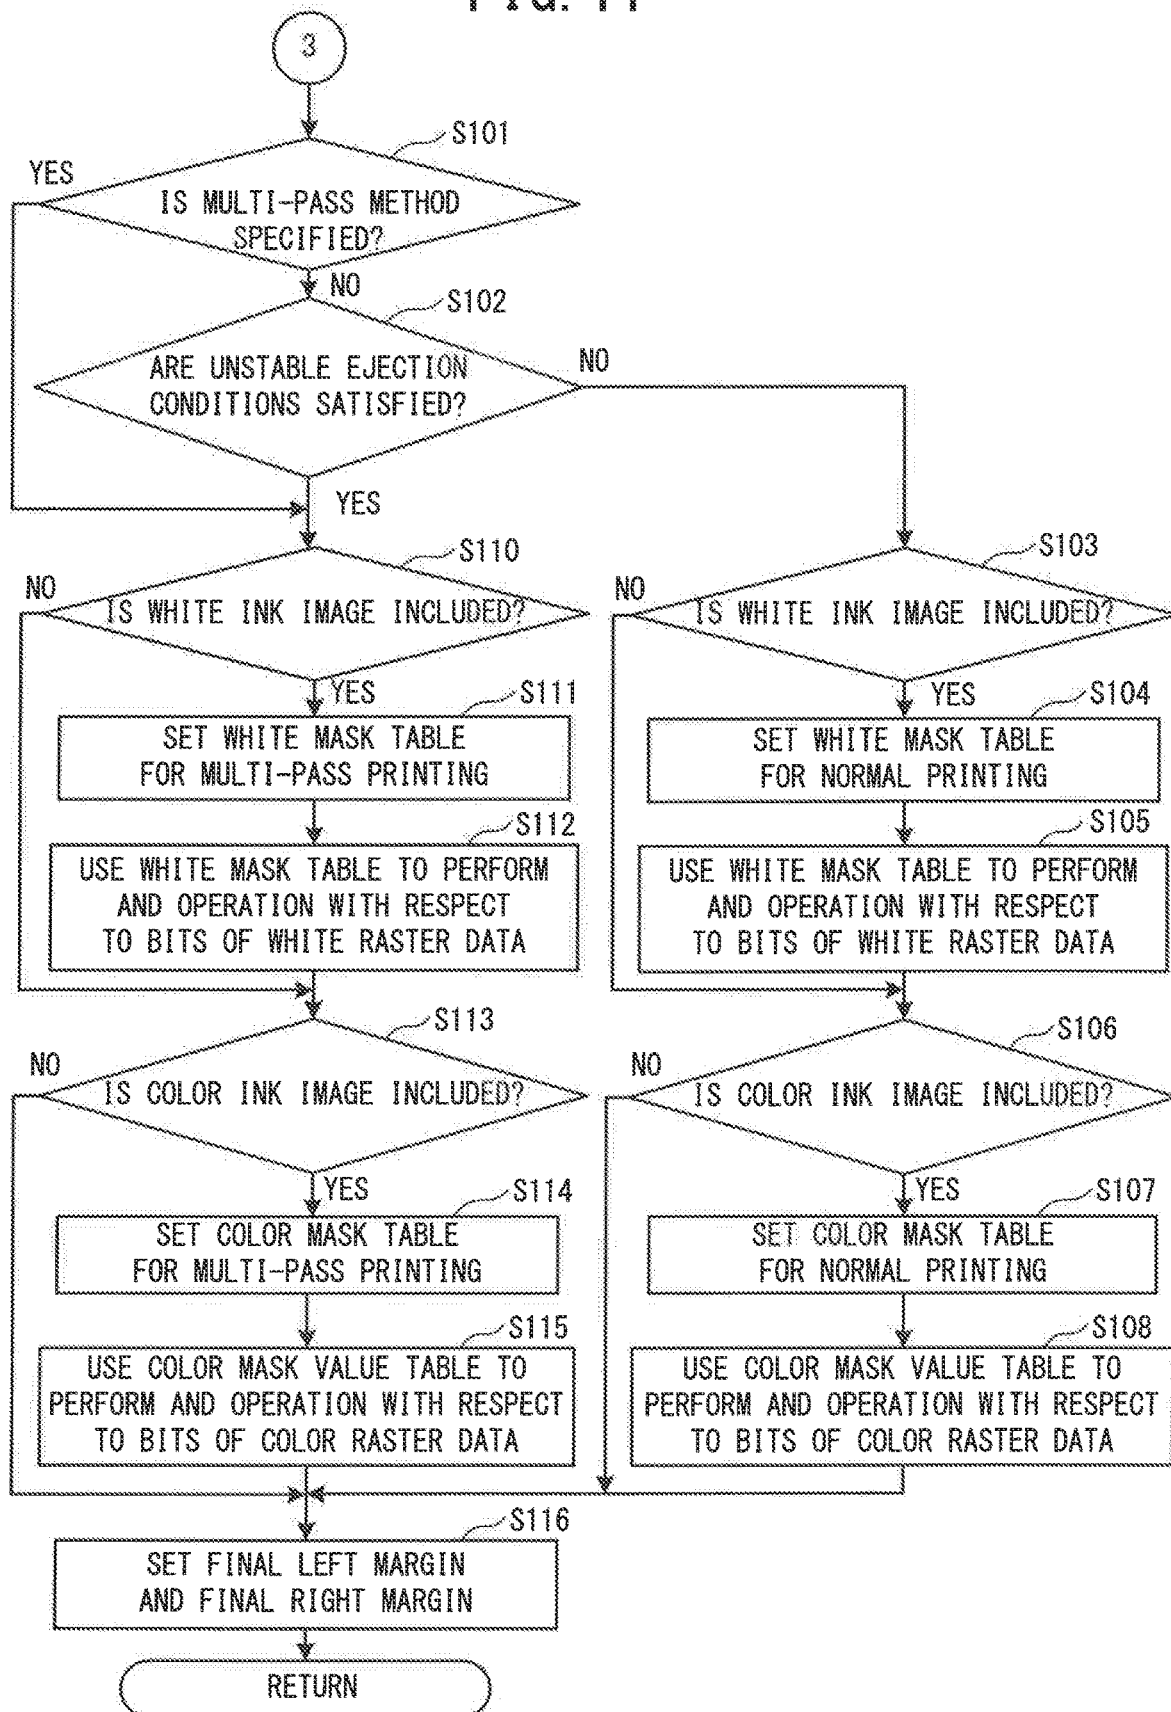 3
S101
YES
IS MULTI-PASS METHOD
SPECIFIED?
NO
S102
ARE UNSTABLE EJECTION
CONDITIONS SATISFIED?
NO
YES
S110
NO
IS WHITE INK IMAGE INCLUDED?
YES
S111
SET WHITE MASK TABLE
FOR MULTI-PASS PRINTING
S112
USE WHITE MASK TABLE TO PERFORM
AND OPERATION WITH RESPECT
TO BITS OF WHITE RASTER DATA
S103
NO
IS WHITE INK IMAGE INCLUDED?
YES
S104
SET WHITE MASK TABLE
FOR NORMAL PRINTING
S105
USE WHITE MASK TABLE TO PERFORM
AND OPERATION WITH RESPECT
TO BITS OF WHITE RASTER DATA
S113
NO
IS COLOR INK IMAGE INCLUDED?
YES
S114
SET COLOR MASK TABLE
FOR MULTI-PASS PRINTING
S115
USE COLOR MASK VALUE TABLE TO
PERFORM AND OPERATION WITH RESPECT
TO BITS OF COLOR RASTER DATA
S106
NO
IS COLOR INK IMAGE INCLUDED?
YES
S107
SET COLOR MASK TABLE
FOR NORMAL PRINTING
S108
USE COLOR MASK VALUE TABLE TO
PERFORM AND OPERATION WITH RESPECT
TO BITS OF COLOR RASTER DATA
S116
SET FINAL LEFT MARGIN
AND FINAL RIGHT MARGIN
RETURN